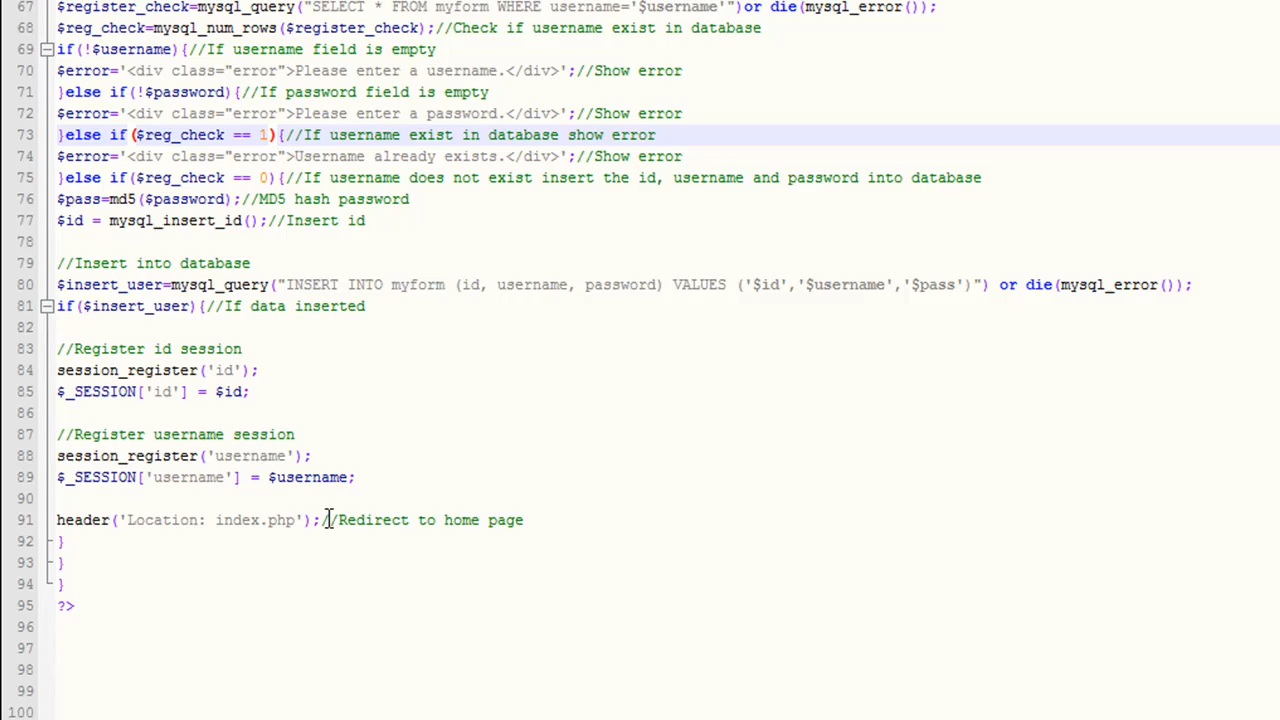 67 $register_check=mysql_query("SELECT * FROM myform WHERE username='$username'")or die(mysql_error());
68 $reg_check=mysql_num_rows($register_check);//Check if username exist in database
69 if(!$username){//If username field is empty
70 $error='<div class="error">Please enter a username.</div>';//Show error
71 }else if(!$password){//If password field is empty
72 $error='<div class="error">Please enter a password.</div>';//Show error
73 }else if($reg_check == 1){//If username exist in database show error
74 $error='<div class="error">Username already exists.</div>';//Show error
75 }else if($reg_check == 0){//If username does not exist insert the id, username and password into database
76 $pass=md5($password);//MD5 hash password
77 $id = mysql_insert_id();//Insert id
78
79 //Insert into database
80 $insert_user=mysql_query("INSERT INTO myform (id, username, password) VALUES ('$id','$username','$pass')") or die(mysql_error());
81 if($insert_user){//If data inserted
82
83 //Register id session
84 session_register('id');
85 $_SESSION['id'] = $id;
86
87 //Register username session
88 session_register('username');
89 $_SESSION['username'] = $username;
90
91 header('Location: index.php');//Redirect to home page
92 }
93 }
94 }
95 ?>
96
97
98
99
100